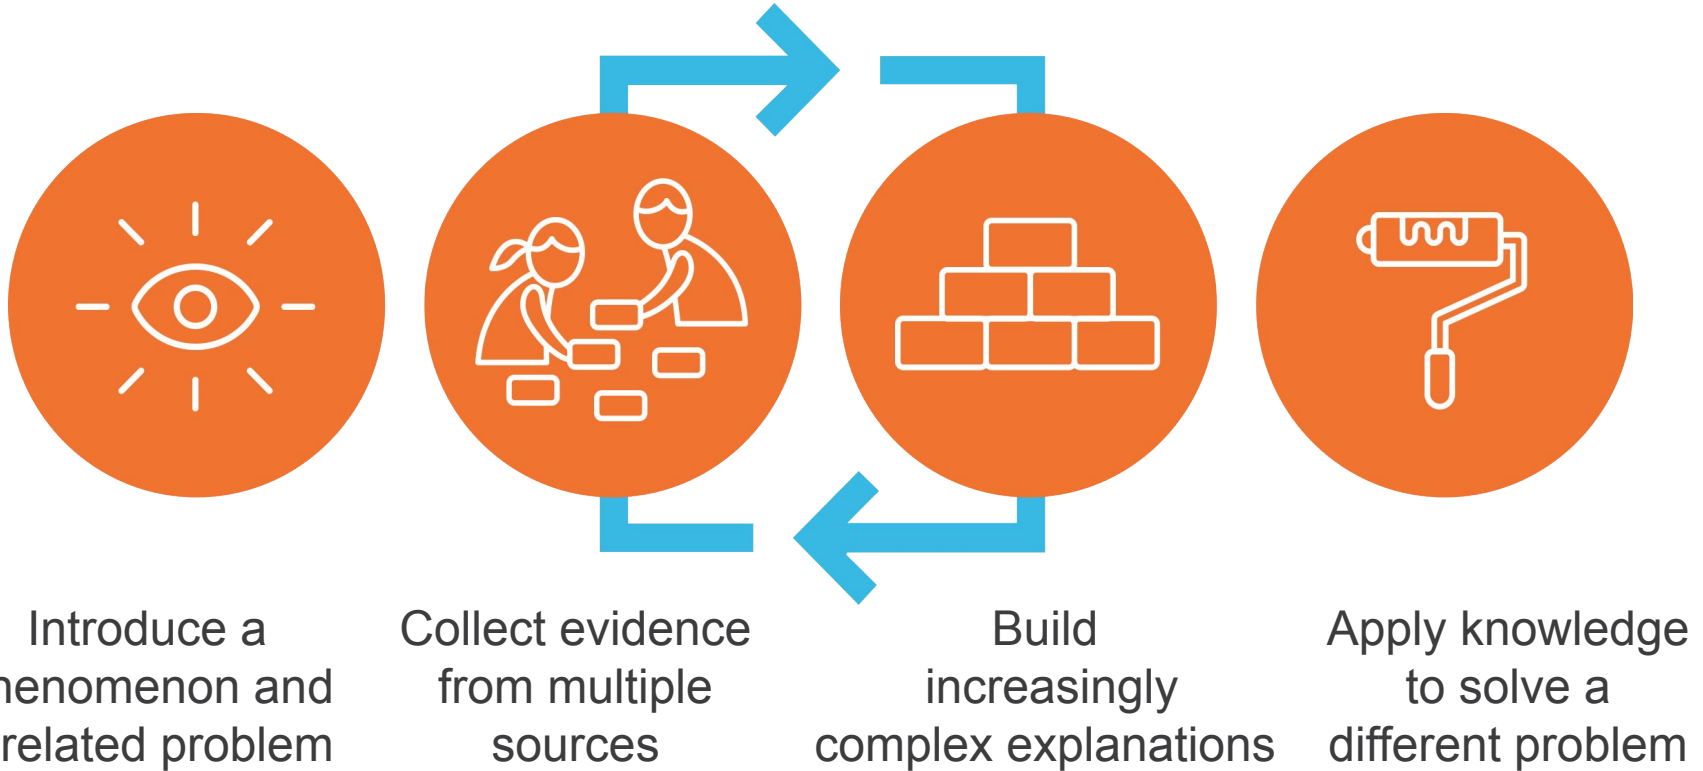 Introduce a
henomenon and
related problem
Collect evidence
from multiple
sources
Build
increasingly
complex explanations
Apply knowledge
to solve a
different problem